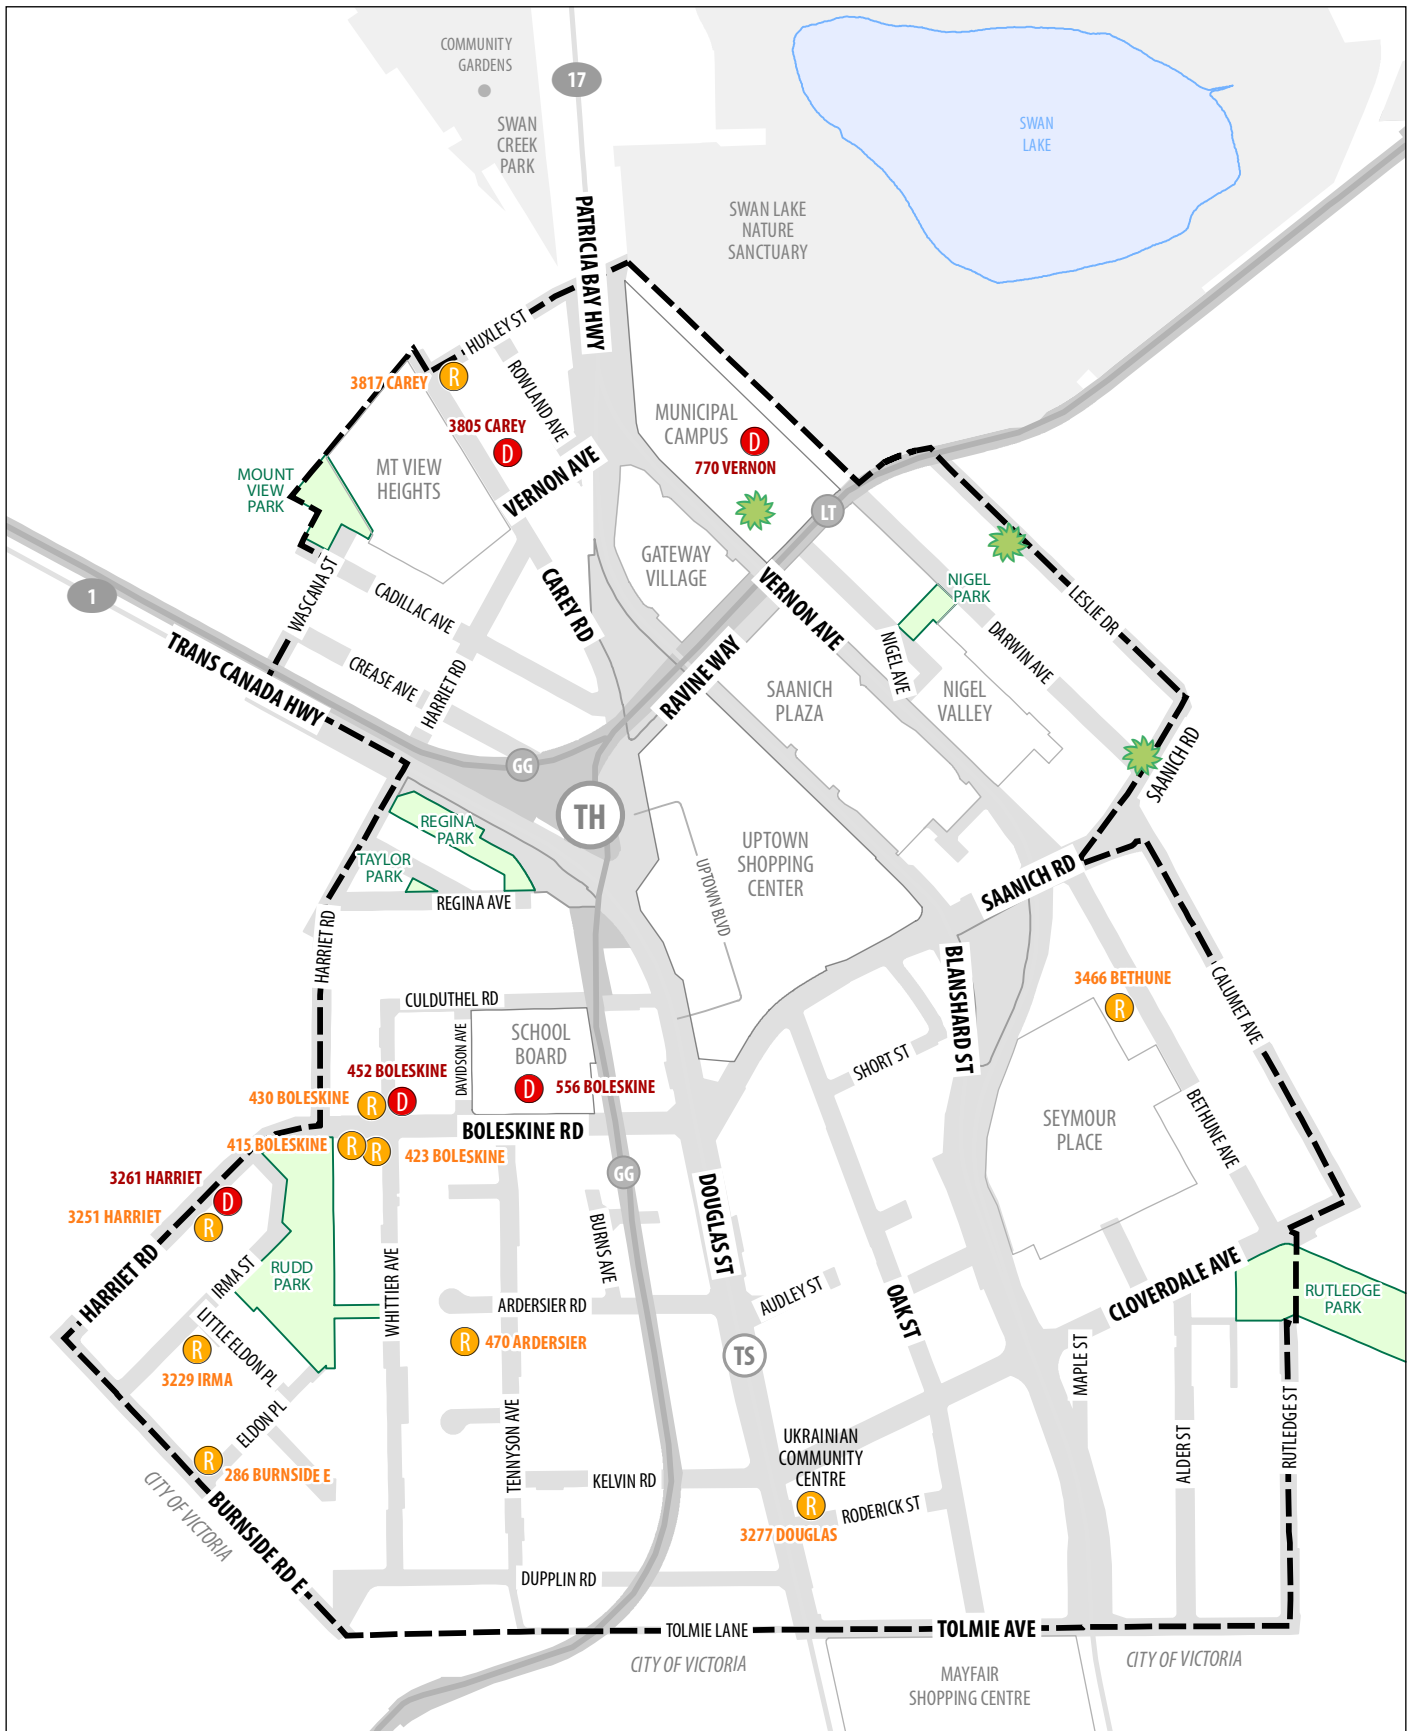 COMMUNITY
GARDENS
17
SWAN
CREEK
PARK
SWAN
LAKE
SWAN LAKE
NATURE
SANCTUARY
PATRICIA BAY HWY
HUXLEY ST
R
3817 CAREY
ROWLAND AVE
3805 CAREY
D
MUNICIPAL
CAMPUS
D
770 VERNON
MT VIEW
HEIGHTS
VERNON AVE
MOUNT
VIEW
PARK
LT
GATEWAY
VILLAGE
1
WASCANA ST
CADILLAC AVE
CAREY RD
VERNON AVE
NIGEL
PARK
LESLIE DR
DARWIN AVE
NIGEL AVE
TRANS CANADA HWY
CREASE AVE
HARRIET RD
RAVINE WAY
SAANICH
PLAZA
NIGEL
VALLEY
SAANICH RD
GG
TH
REGINA
PARK
TAYLOR
PARK
REGINA AVE
UPTOWN
SHOPPING
CENTER
UPTOWN BLVD
SAANICH RD
HARRIET RD
BLANSHARD ST
CALUMET AVE
3466 BETHUNE
R
CULDUTHEL RD
DAVIDSON AVE
SCHOOL
BOARD
D
556 BOLESKINE
SHORT ST
452 BOLESKINE
D
430 BOLESKINE
R
BOLESKINE RD
415 BOLESKINE
R
R
423 BOLESKINE
SEYMOUR
PLACE
BETHUNE AVE
3261 HARRIET
D
3251 HARRIET
R
GG
DOUGLAS ST
BURNS AVE
HARRIET RD
IRMA ST
RUDD
PARK
WHITTIER AVE
ARDERSIER RD
AUDLEY ST
OAK ST
CLOVERDALE AVE
RUTLEDGE
PARK
LITTLE ELDON PL
R
3229 IRMA
R
470 ARDERSIER
TS
MAPLE ST
RUTLEDGE ST
ELDON PL
TENNYSON AVE
ALDER ST
UKRAINIAN
COMMUNITY
CENTRE
R
286 BURNSIDE E
KELVIN RD
R
RODERICK ST
3277 DOUGLAS
CITY OF VICTORIA
BURNSIDE RD E
DUPPLIN RD
TOLMIE LANE
TOLMIE AVE
CITY OF VICTORIA
CITY OF VICTORIA
MAYFAIR
SHOPPING CENTRE